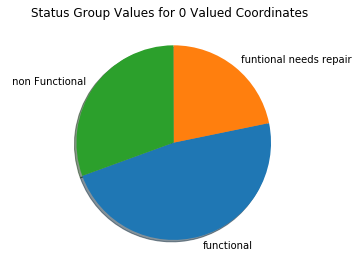 Status Group Values for 0 Valued Coordinates
funtional needs repair
non Functional
functional